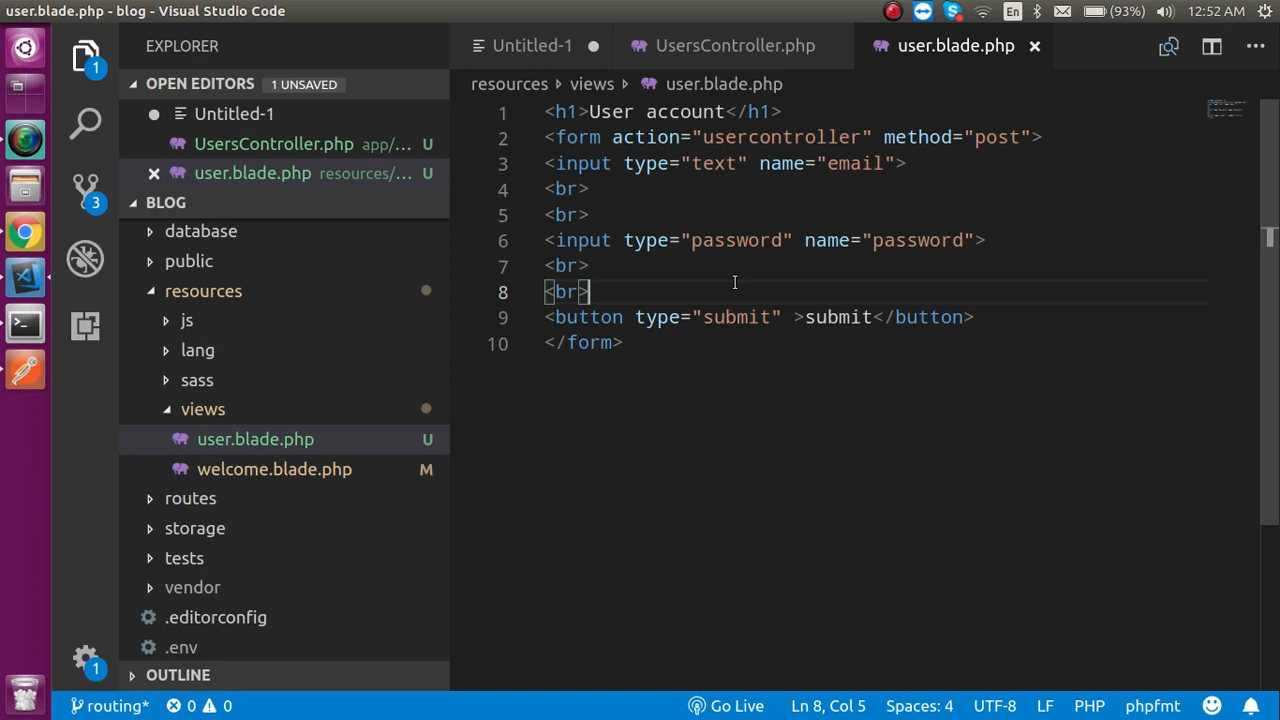 user.blade.php - blog - Visual Studio Code
En
(93%)
12:52 AM
EXPLORER
Untitled-1
UsersController.php
user.blade.php
OPEN EDITORS 1 UNSAVED
Untitled-1
UsersController.php app/...
U
user.blade.php resources/...
U
BLOG
database
public
resources
js
lang
sass
views
user.blade.php
U
welcome.blade.php
M
routes
storage
tests
vendor
.editorconfig
.env
OUTLINE
1
3
1
resources
views
user.blade.php
1 <h1>User account</h1>
2 <form action="usercontroller" method="post">
3 <input type="text" name="email">
4 <br>
5 <br>
6 <input type="password" name="password">
7 <br>
8 <br>
9 <button type="submit" >submit</button>
10 </form>
routing*
0
0
Go Live
Ln 8, Col 5
Spaces: 4
UTF-8
LF
PHP
phpfmt